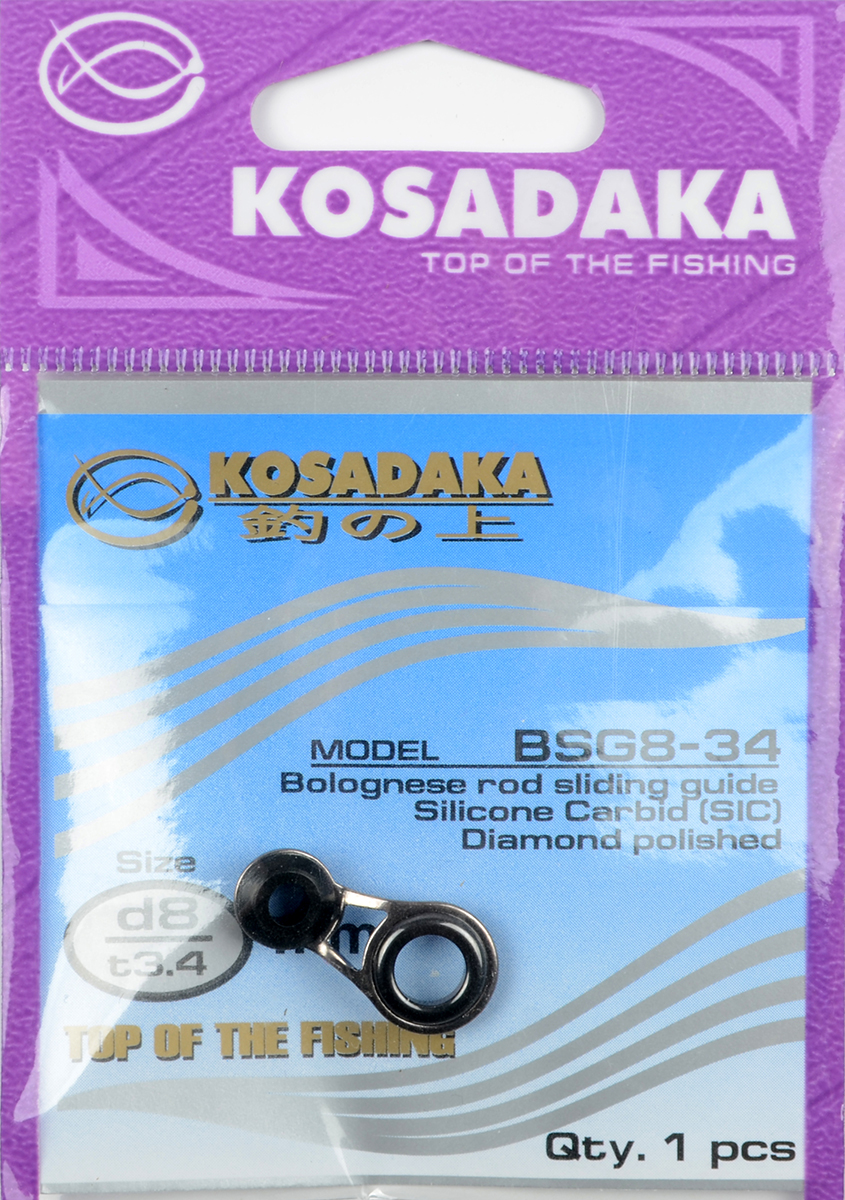 KOSADAKA
TOP OF THE FISHING
KOSADAKA
釣の上
MODEL BSG8-34
Bolognese rod sliding guide
Silicone Carbid (SIC)
Diamond polished
Size
d8
t3.4
TOP OF THE FISHING
Qty. 1 pcs